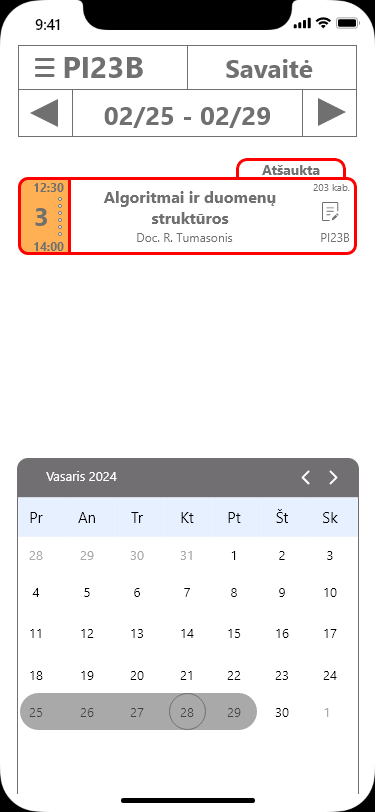 9:41
PI23B Savaitė
02/25 - 02/29
Atšaukta
12:30 203 kab.
3 Algoritmai ir duomenų
struktūros
Doc. R. Tumasonis PI23B
14:00
Vasaris 2024
Pr An Tr Kt Pt Št Sk
28 29 30 31 1 2 3
4 5 6 7 8 9 10
11 12 13 14 15 16 17
18 19 20 21 22 23 24
25 26 27 28 29 30 1